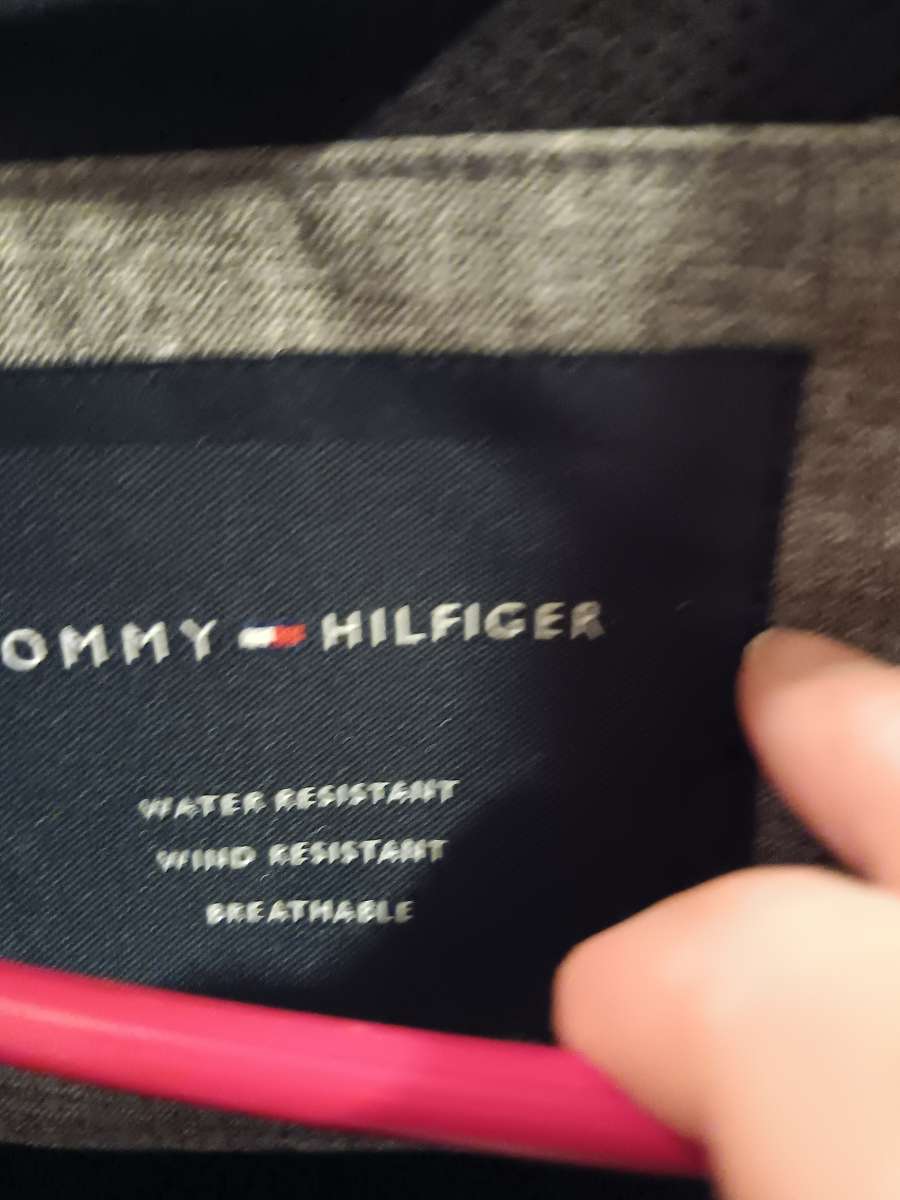 OMMY HILFIGER
WATER RESISTANT
WIND RESISTANT
BREATHABLE